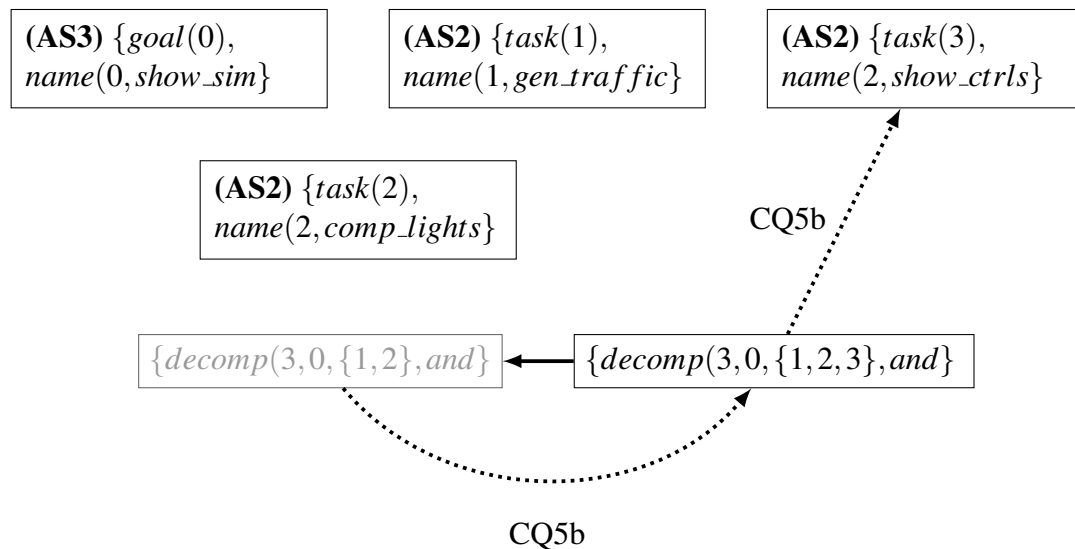 (AS3) {goal(0),
name(0,show_sim}
(AS2) {task(1),
name(1,gen_traffic}
(AS2) {task(3),
name(2,show_ctrls}
(AS2) {task(2),
name(2,comp_lights}
CQ5b
{decomp(3,0,{1,2},and}
{decomp(3,0,{1,2,3},and}
CQ5b